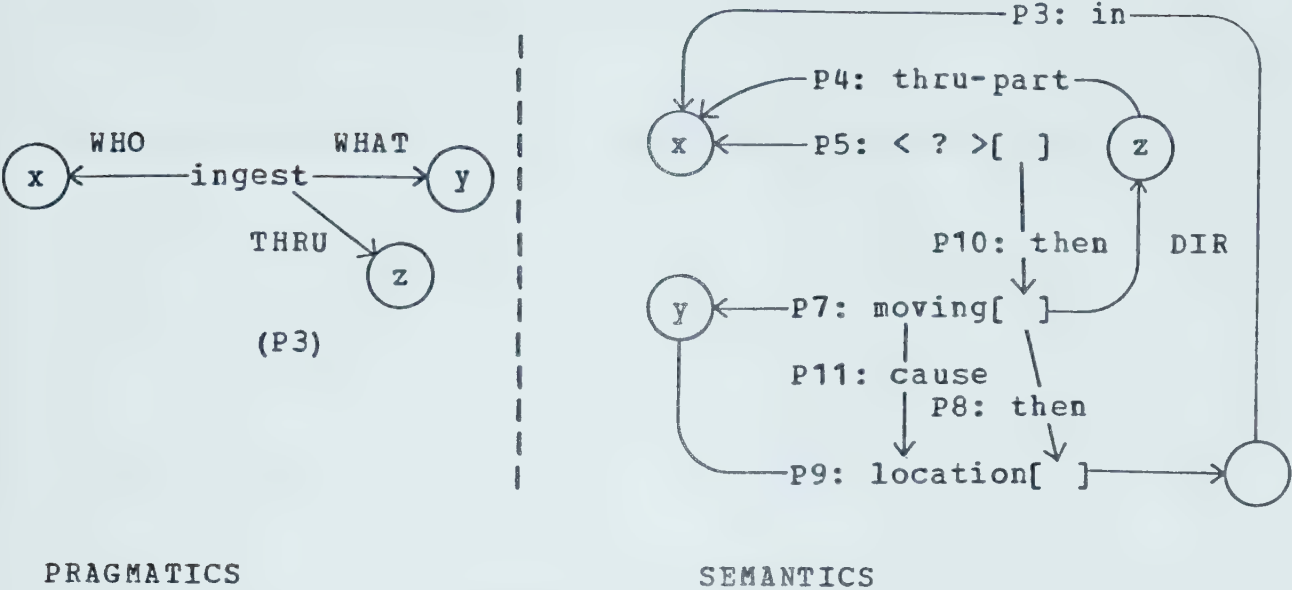 P3: in
P4: thru-part
WHO WHAT x P5: < ? >[ ] z
x ingest y
THRU P10: then DIR
z
y P7: moving[ ]
(P3)
P11: cause
P8: then
P9: location[ ]
PRAGMATICS SEMANTICS